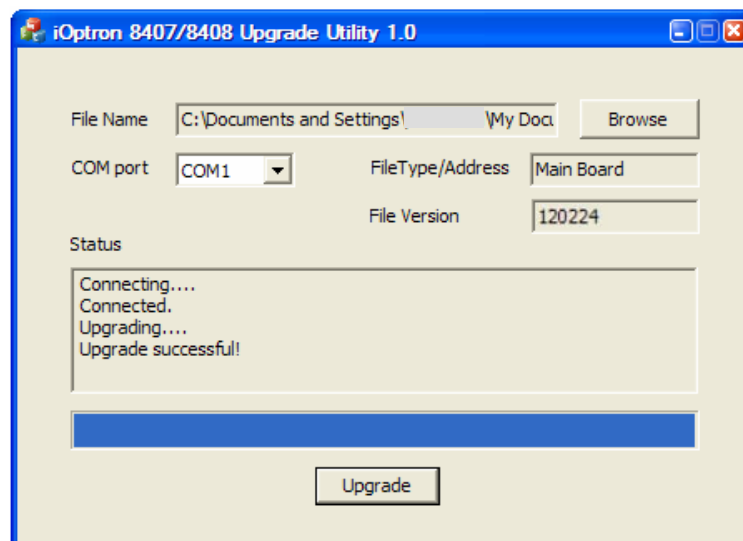 iOptron 8407/8408 Upgrade Utility 1.0
File Name C:\Documents and Settings\ \My Docu Browse
COM port COM1 FileType/Address Main Board
File Version 120224
Status
Connecting....
Connected.
Upgrading....
Upgrade successful!
Upgrade